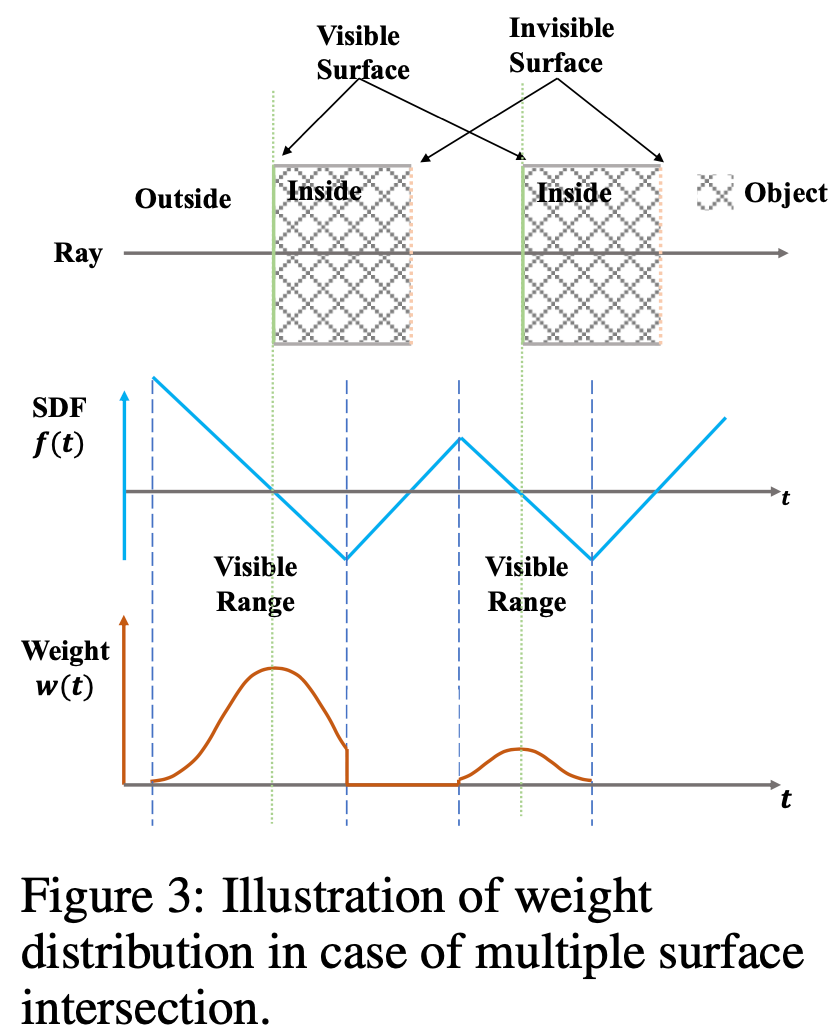 Visible
Surface
Invisible
Surface
Outside
Inside
Inside
Object
Ray
SDF
f(t)
t
Visible
Range
Visible
Range
Weight
w(t)
t
Figure 3: Illustration of weight
distribution in case of multiple surface
intersection.